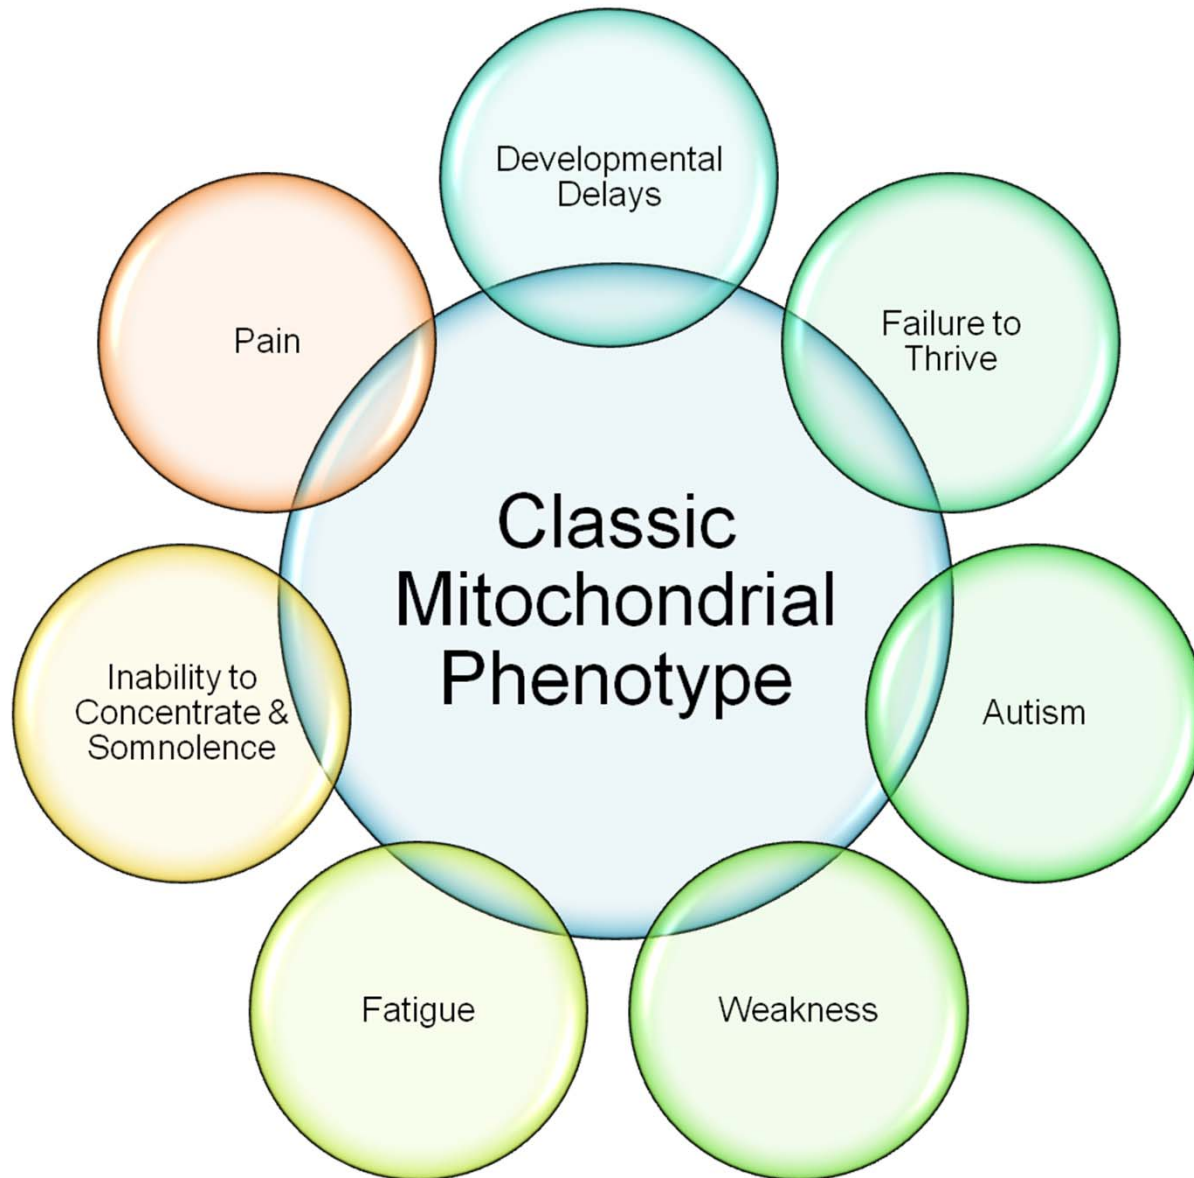 Developmental
Delays
Failure to
Thrive
Autism
Weakness
Fatigue
Inability to
Concentrate &
Somnolence
Pain
Classic
Mitochondrial
Phenotype